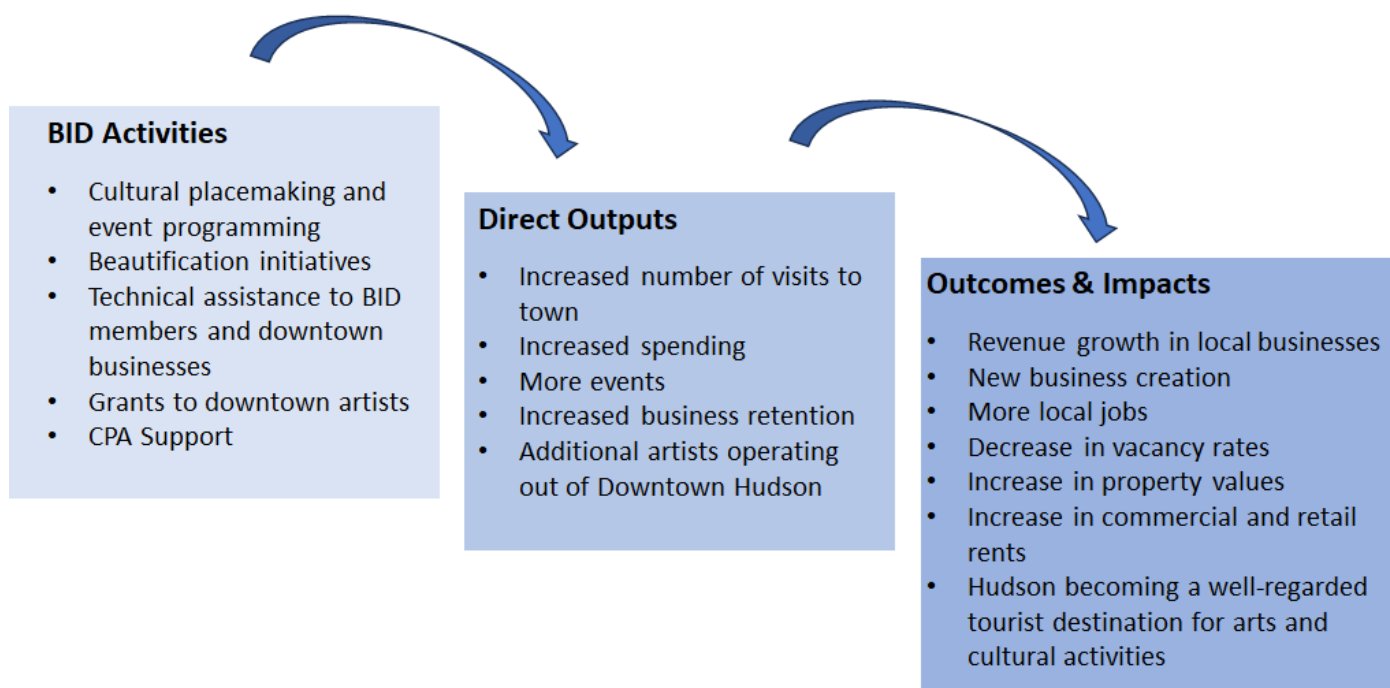 BID Activities
• Cultural placemaking and
event programming
• Beautification initiatives
• Technical assistance to BID
members and downtown
businesses
• Grants to downtown artists
• CPA Support
Direct Outputs
• Increased number of visits to
town
• Increased spending
• More events
• Increased business retention
• Additional artists operating
out of Downtown Hudson
Outcomes & Impacts
• Revenue growth in local businesses
• New business creation
• More local jobs
• Decrease in vacancy rates
• Increase in property values
• Increase in commercial and retail
rents
• Hudson becoming a well-regarded
tourist destination for arts and
cultural activities